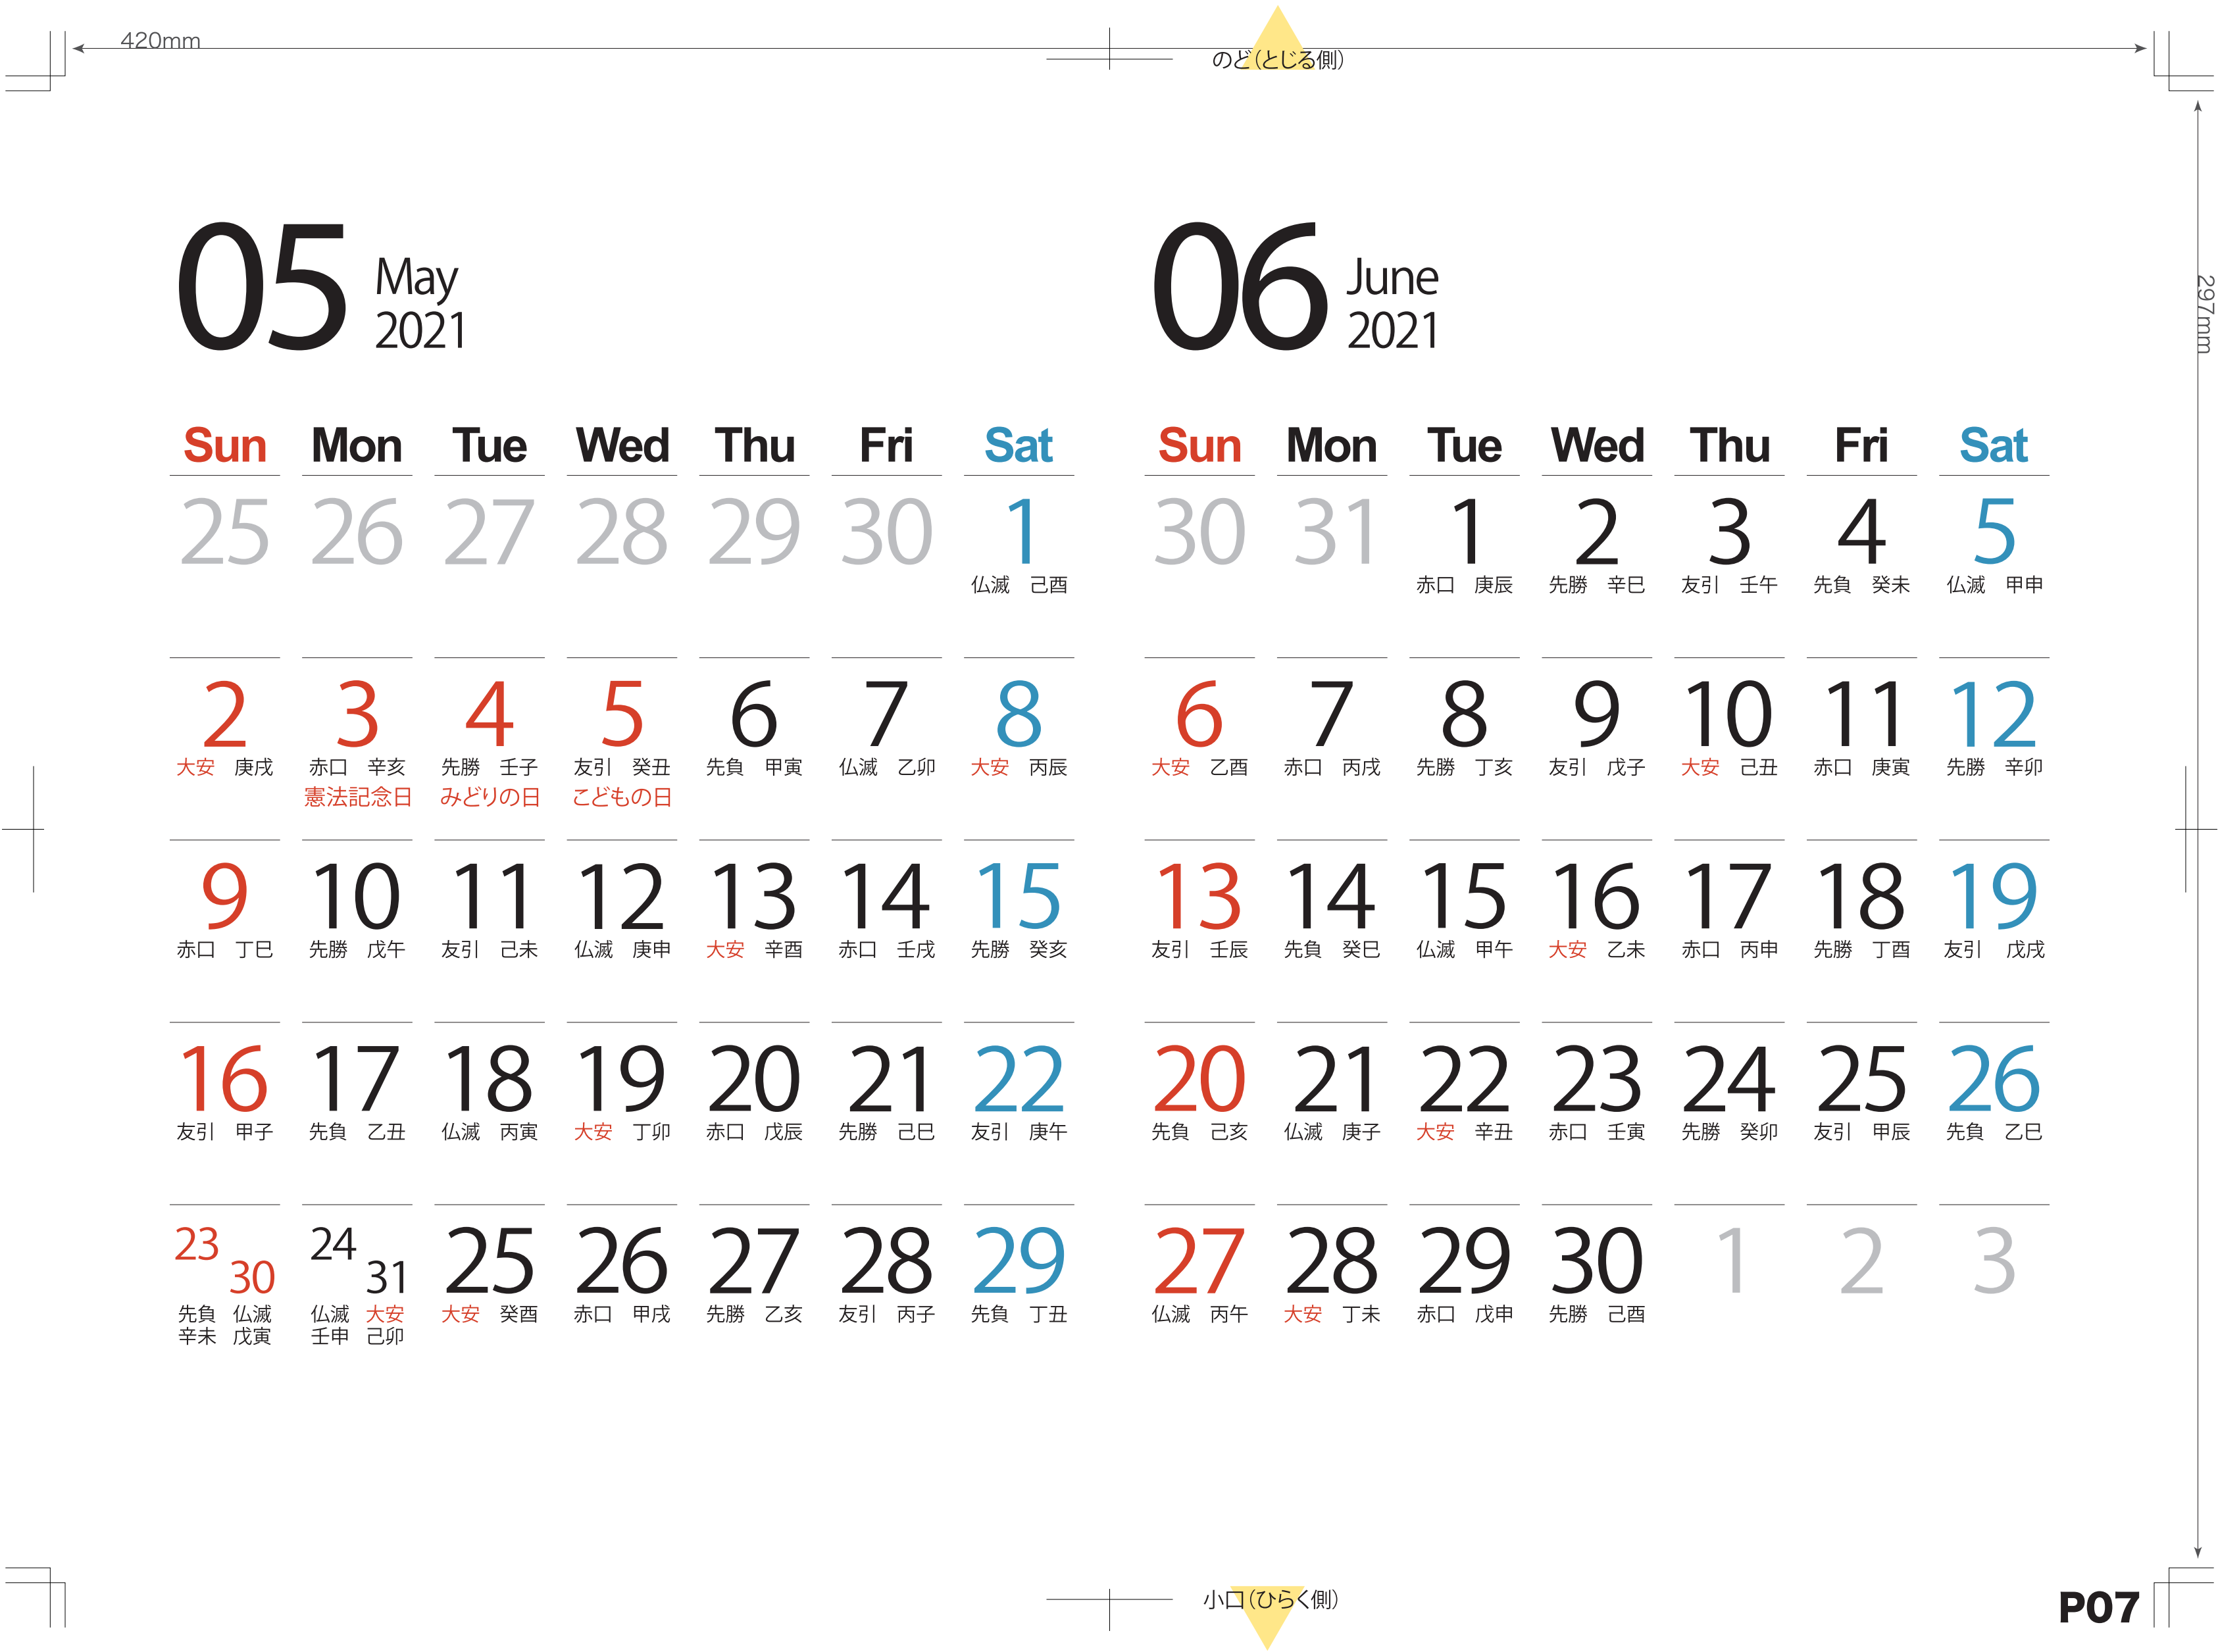 420mm
のど（とじる側）
297mm
05 May 2021
Sun Mon Tue Wed Thu Fri Sat
25 26 27 28 29 30 1
仏滅 己酉
2 3 4 5 6 7 8
大安 庚戌 赤口 辛亥 先勝 壬子 友引 癸丑 先負 甲寅 仏滅 乙卯 大安 丙辰
憲法記念日 みどりの日 こどもの日
9 10 11 12 13 14 15
赤口 丁巳 先勝 戊午 友引 己未 仏滅 庚申 大安 辛酉 赤口 壬戌 先勝 癸亥
16 17 18 19 20 21 22
友引 甲子 先負 乙丑 仏滅 丙寅 大安 丁卯 赤口 戊辰 先勝 己巳 友引 庚午
23 30 24 31 25 26 27 28 29
先負 仏滅 仏滅 大安 大安 癸酉 赤口 甲戌 先勝 乙亥 友引 丙子 先負 丁丑
辛未 戊寅 壬申 己卯
06 June 2021
Sun Mon Tue Wed Thu Fri Sat
30 31 1 2 3 4 5
赤口 庚辰 先勝 辛巳 友引 壬午 先負 癸未 仏滅 甲申
6 7 8 9 10 11 12
大安 乙酉 赤口 丙戌 先勝 丁亥 友引 戊子 大安 己丑 赤口 庚寅 先勝 辛卯
13 14 15 16 17 18 19
友引 壬辰 先負 癸巳 仏滅 甲午 大安 乙未 赤口 丙申 先勝 丁酉 友引 戊戌
20 21 22 23 24 25 26
先負 己亥 仏滅 庚子 大安 辛丑 赤口 壬寅 先勝 癸卯 友引 甲辰 先負 乙巳
27 28 29 30 1 2 3
仏滅 丙午 大安 丁未 赤口 戊申 先勝 己酉
小口（ひらく側）
P07